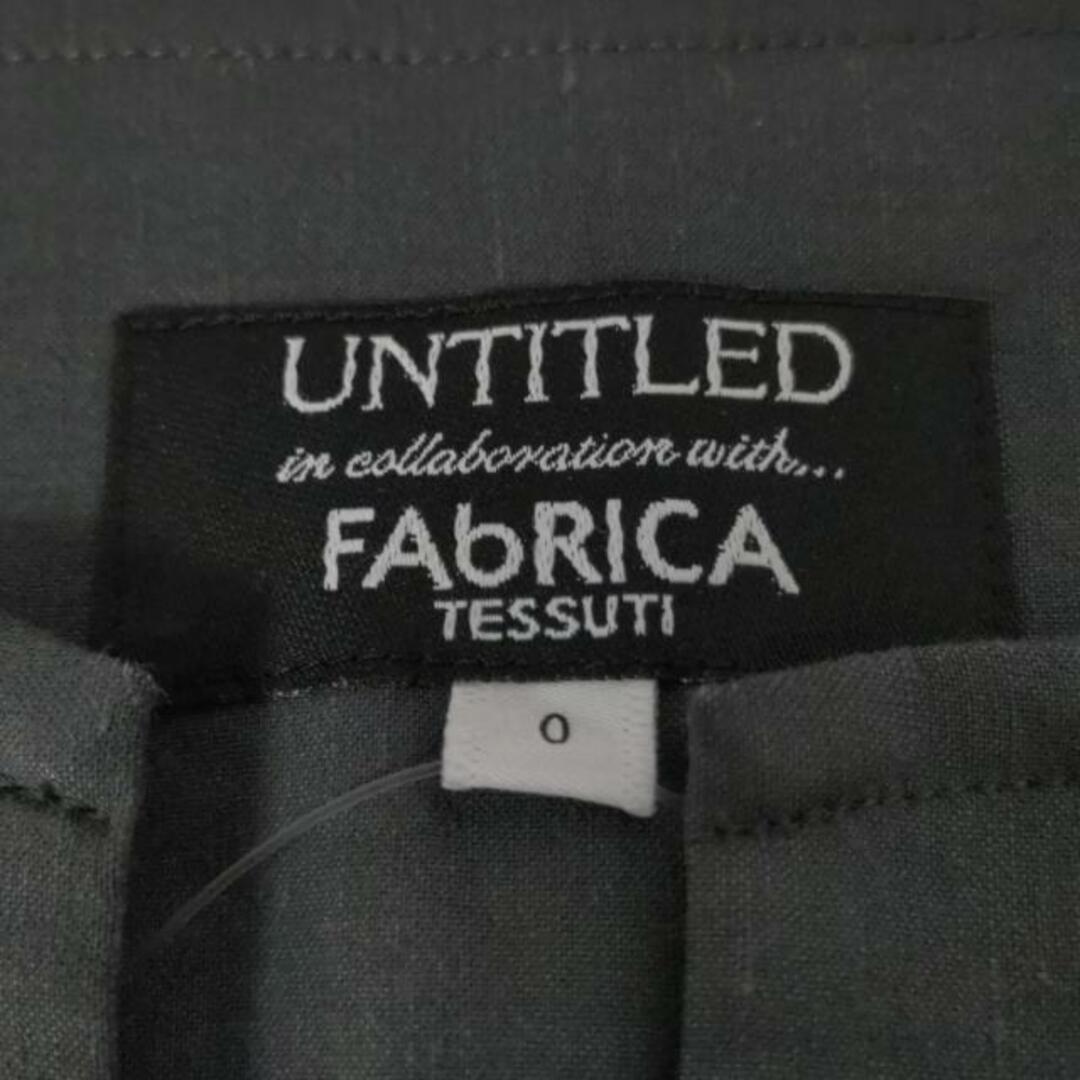 UNTITLED
in collaboration with...
FAbRICA
TESSUTI
0